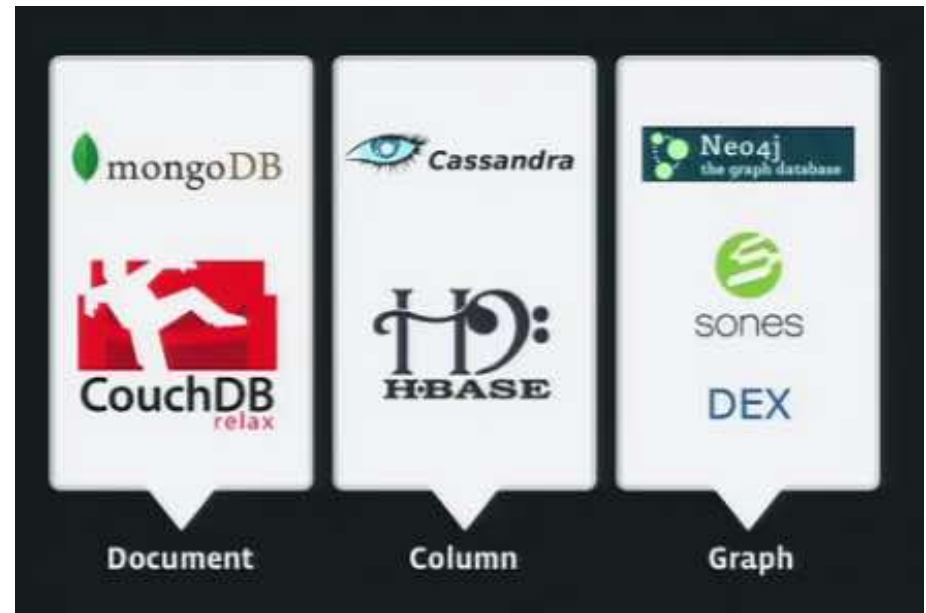 mongoDB
CouchDB
relax
Document
Cassandra
H·BASE
Column
Neo4j
the graph database
sones
DEX
Graph